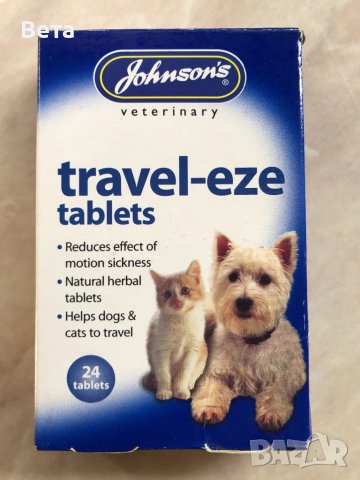 Бета
Johnson's®
veterinary
travel-eze
tablets
• Reduces effect of
motion sickness
• Natural herbal
tablets
• Helps dogs &
cats to travel
24
tablets
BAZAR